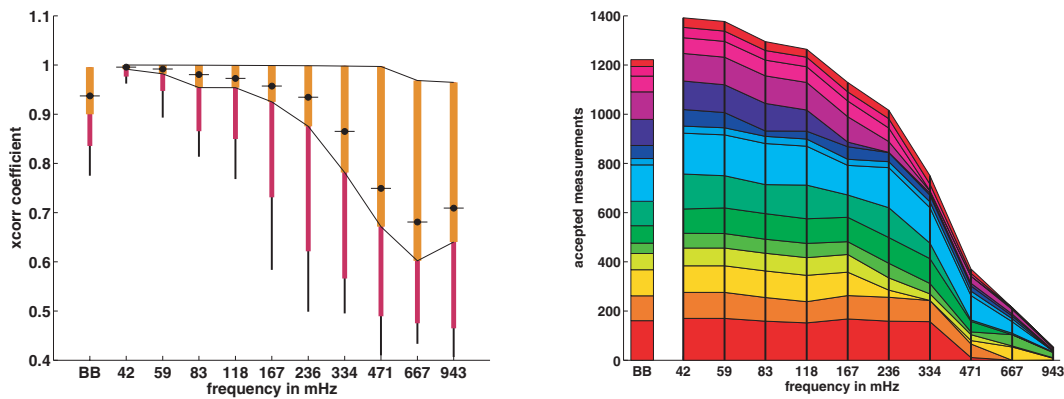 1.1
1
0.9
0.8
0.7
0.6
0.5
0.4
xcorr coefficient
BB 42 59 83 118 167 236 334 471 667 943
frequency in mHz
1400
1200
1000
800
600
400
200
0
accepted measurements
BB 42 59 83 118 167 236 334 471 667 943
frequency in mHz